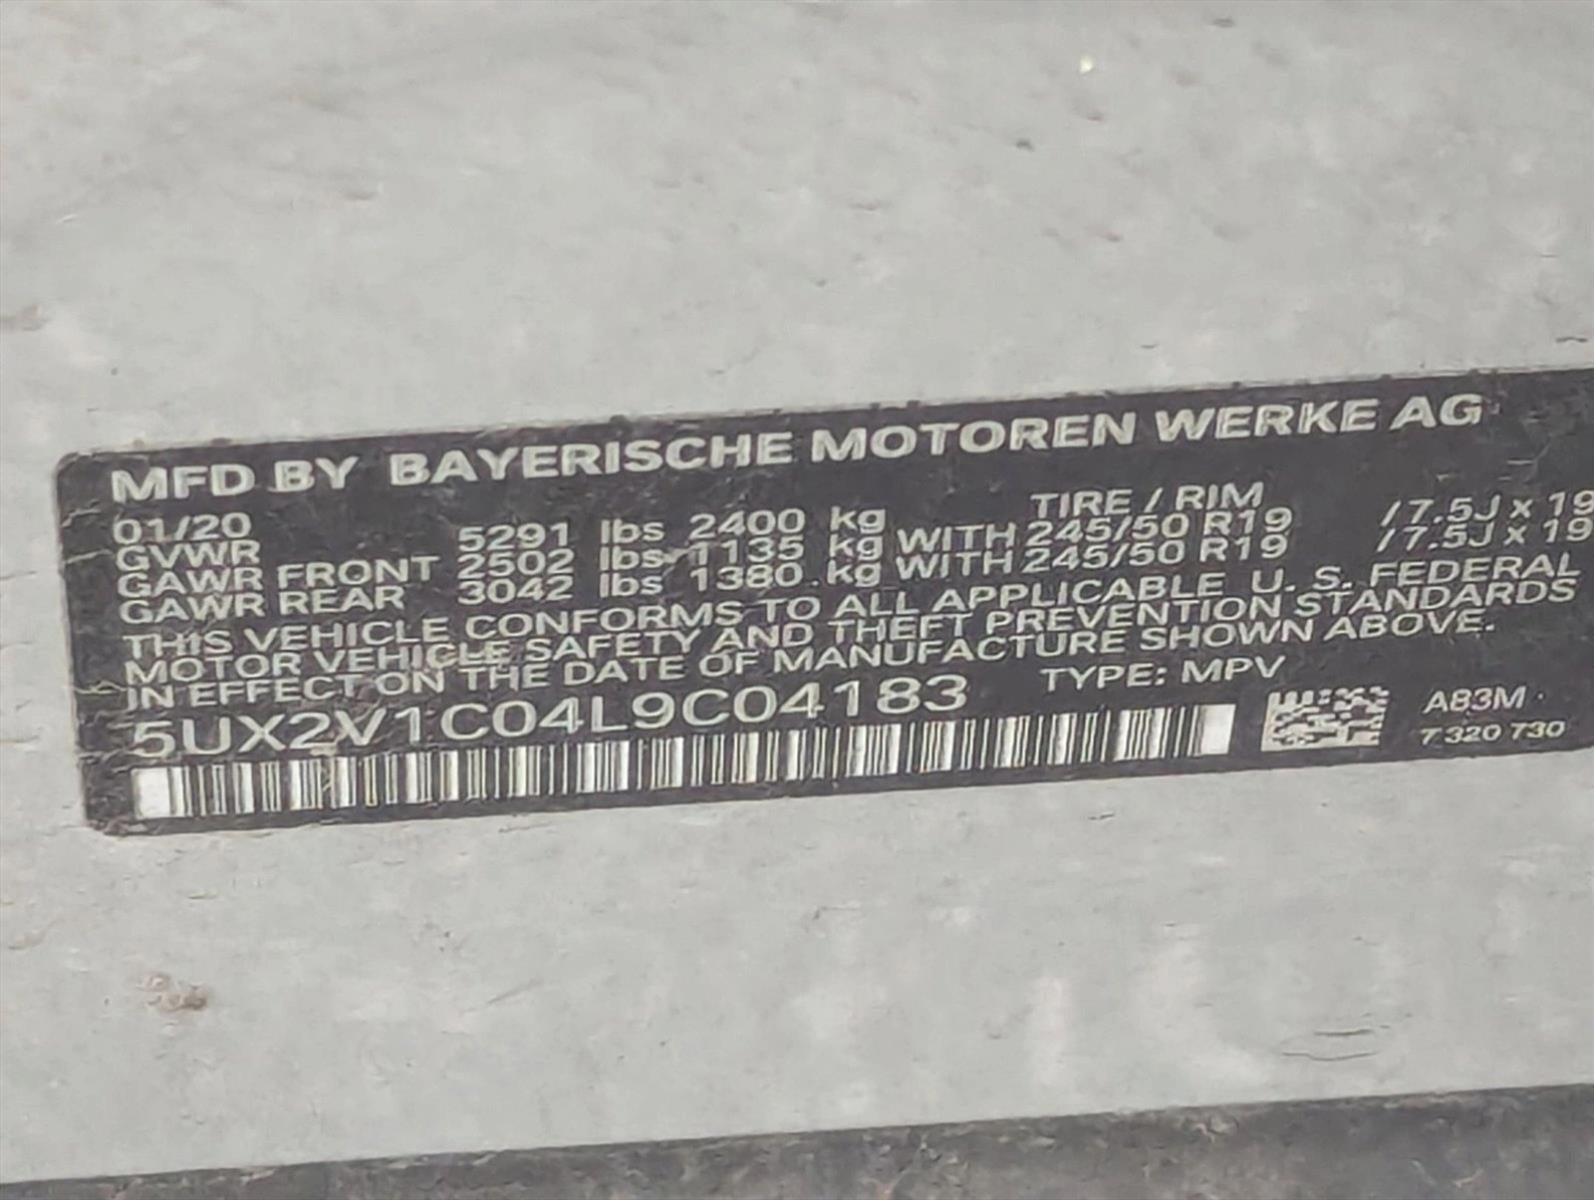 MFD BY BAYERISCHE MOTOREN WERKE AG
01/20 TIRE / RIM
GVWR 5291 lbs 2400 kg
GAWR FRONT 2502 lbs 1135 kg WITH 245/50 R19 / 7.5J x 19
GAWR REAR 3042 lbs 1380 kg WITH 245/50 R19 / 7.5J x 19
THIS VEHICLE CONFORMS TO ALL APPLICABLE U. S. FEDERAL
MOTOR VEHICLE SAFETY AND THEFT PREVENTION STANDARDS
IN EFFECT ON THE DATE OF MANUFACTURE SHOWN ABOVE.
5UX2V1C04L9C04183 TYPE: MPV
A83M
7 320 730